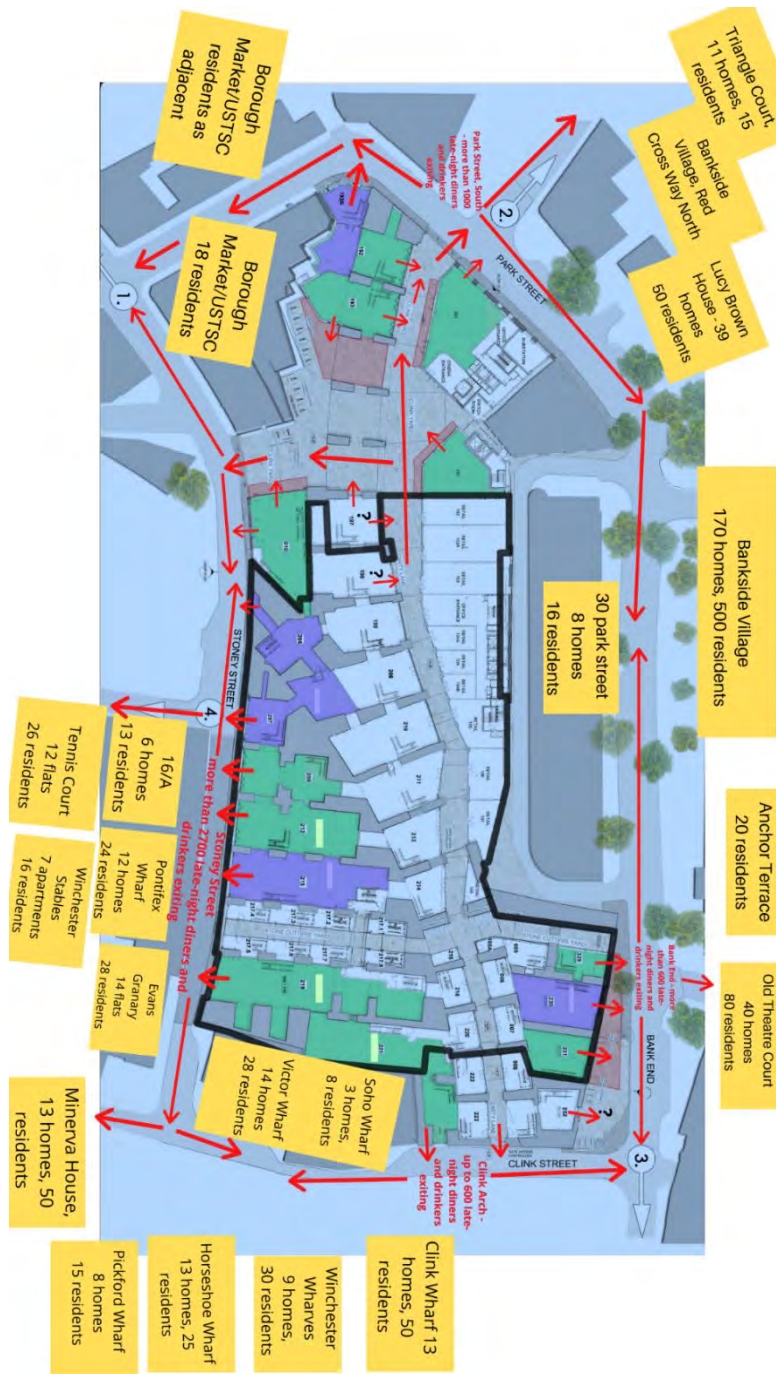 Triangle Court,
11 homes, 15
residents
Bankside
Village, Red
Cross Way North
Lucy Brown
House - 39
homes
50 residents
Bankside Village
170 homes, 500 residents
30 park street
8 homes
16 residents
Anchor Terrace
20 residents
Old Theatre Court
40 homes
80 residents
Borough
Market/USTSC
residents as
adjacent
Borough
Market/USTSC
18 residents
Park Street, South
- more than 1000
late-night diners
and drinkers
exiting
2.
PARK STREET
1.
STONEY STREET
4.
Stoney Street
more than 2700 late-night diners and
drinkers exiting
Bank End - more
than 600 late-
night diners and
drinkers exiting
BANK END
3.
CLINK STREET
Clink Arch -
up to 600 late-
night diners
and drinkers
exiting
?
?
?
16/A
6 homes
13 residents
Tennis Court
12 flats
26 residents
Pontifex
Wharf
12 homes
24 residents
Winchester
Stables
7 apartments
16 residents
Evans
Granary
14 flats
28 residents
Soho Wharf
3 homes,
8 residents
Victor Wharf
14 homes
28 residents
Minerva House,
13 homes, 50
residents
Clink Wharf 13
homes, 50
residents
Winchester
Wharves
9 homes,
30 residents
Horseshoe Wharf
13 homes, 25
residents
Pickford Wharf
8 homes
15 residents